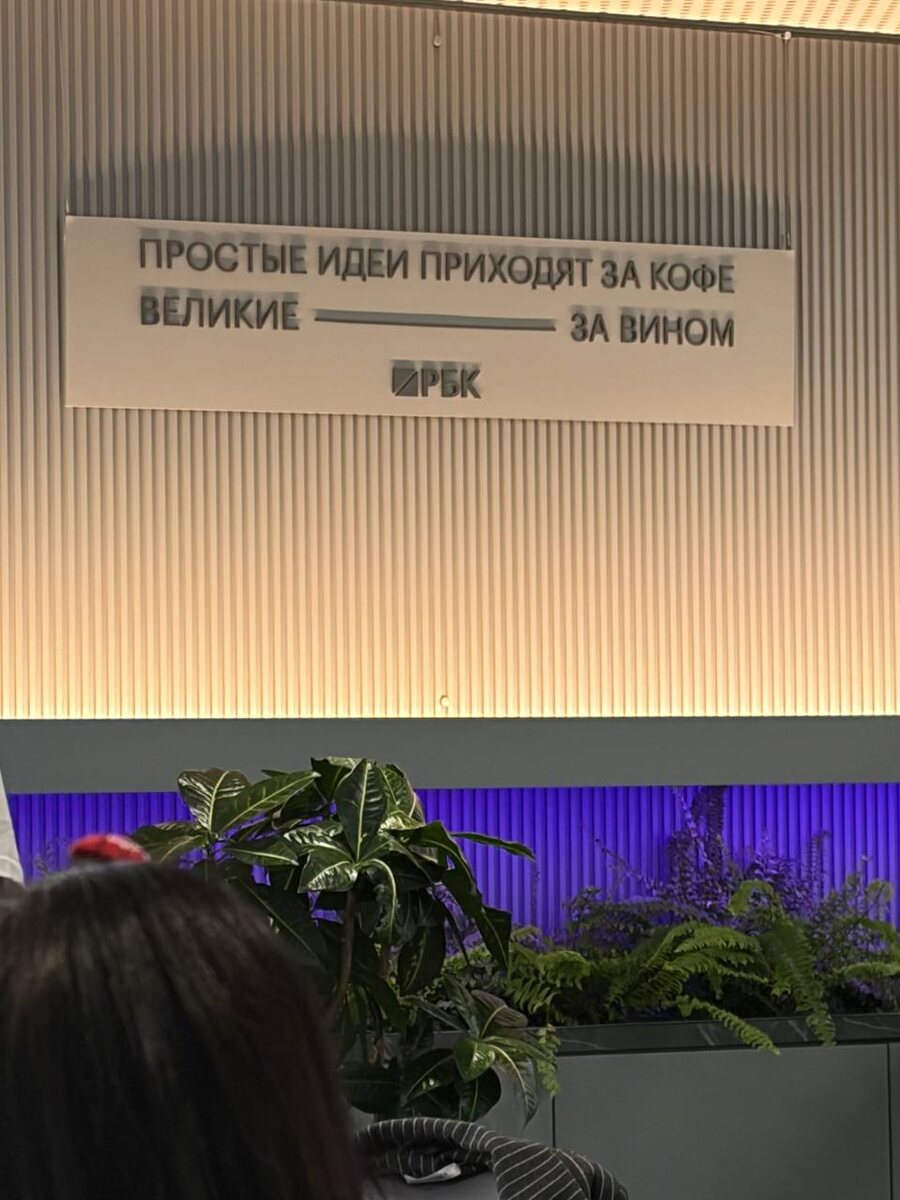 ПРОСТЫЕ ИДЕИ ПРИХОДЯТ ЗА КОФЕ
ВЕЛИКИЕ — ЗА ВИНОМ
РБК